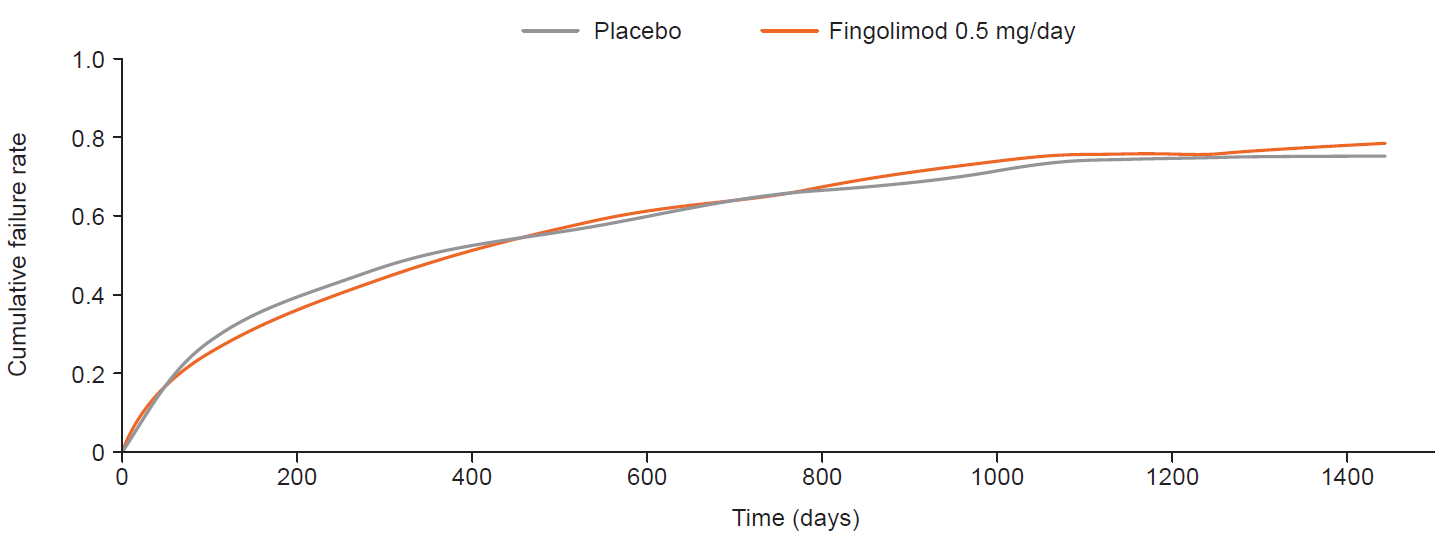 Placebo Fingolimod 0.5 mg/day
1.0
0.8
0.6
0.4
0.2
0
Cumulative failure rate
0 200 400 600 800 1000 1200 1400
Time (days)